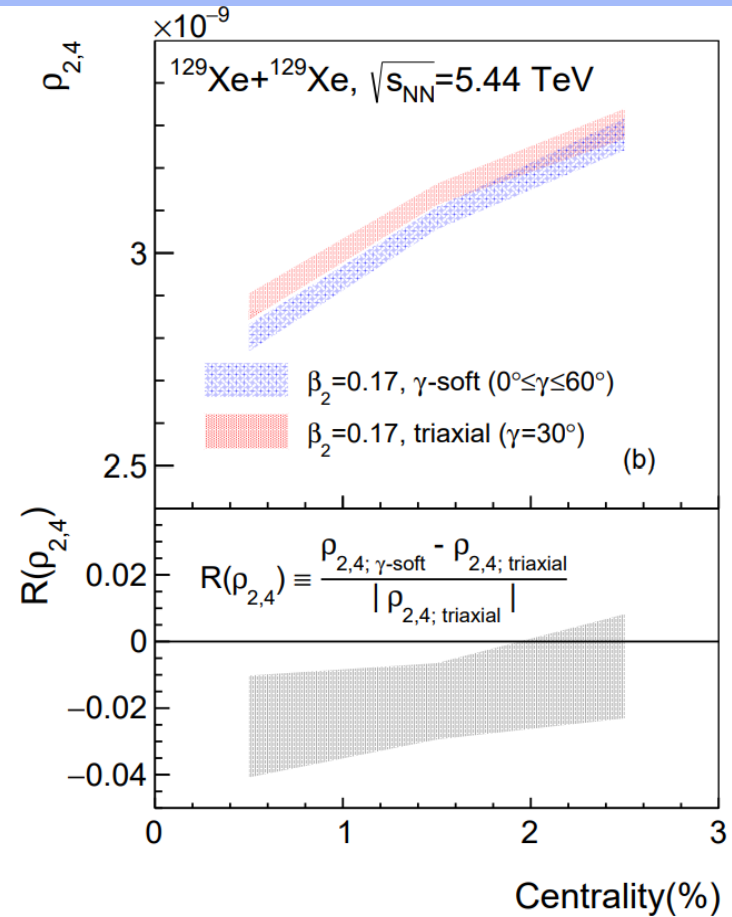 ×10⁻⁹
ρ₂,₄
¹²⁹Xe+¹²⁹Xe, √s_NN=5.44 TeV
3
β₂=0.17, γ-soft (0°≤γ≤60°)
β₂=0.17, triaxial (γ=30°)
(b)
2.5
R(ρ₂,₄)
R(ρ₂,₄) ≡ (ρ₂,₄; γ-soft - ρ₂,₄; triaxial) / | ρ₂,₄; triaxial |
0.02
0
−0.02
−0.04
0 1 2 3
Centrality(%)